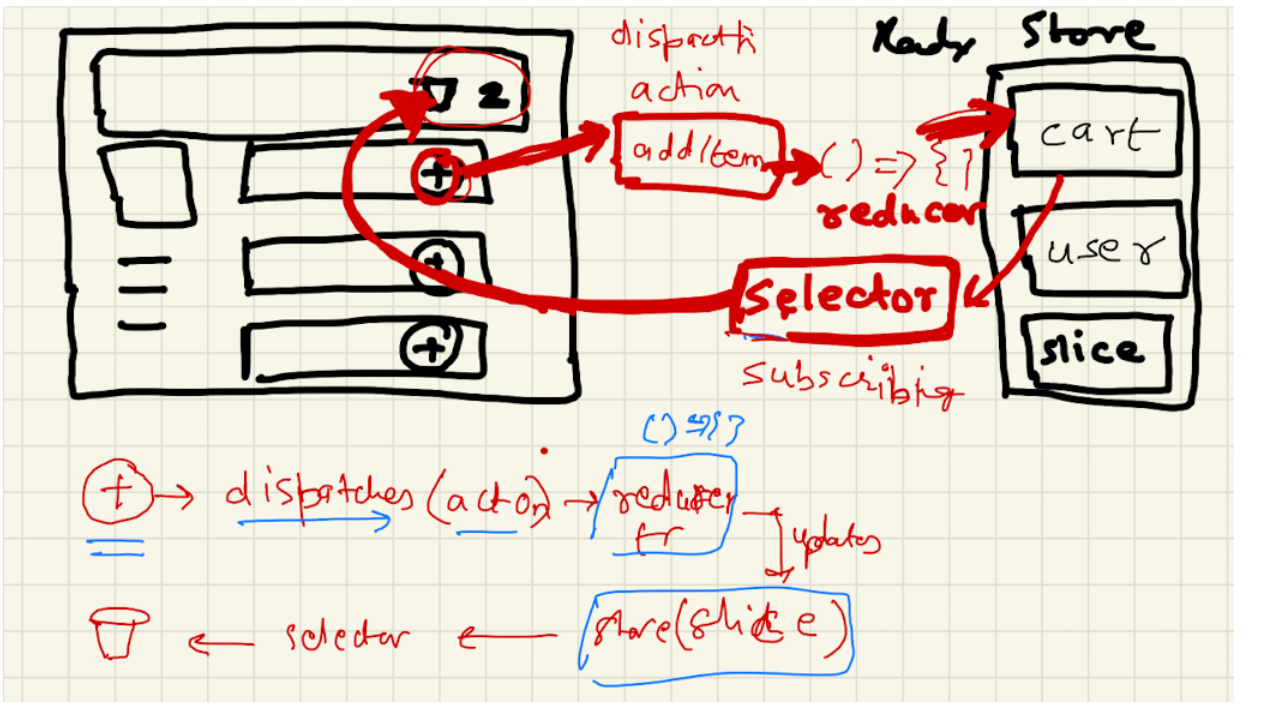 dispatch
action
Redux Store
2
addItem
() => { }
reducer
cart
user
slice
selector
subscribing
() => { }
+ → dispatches (action) → reducer
fn
updates
store(slice)
← selector ←